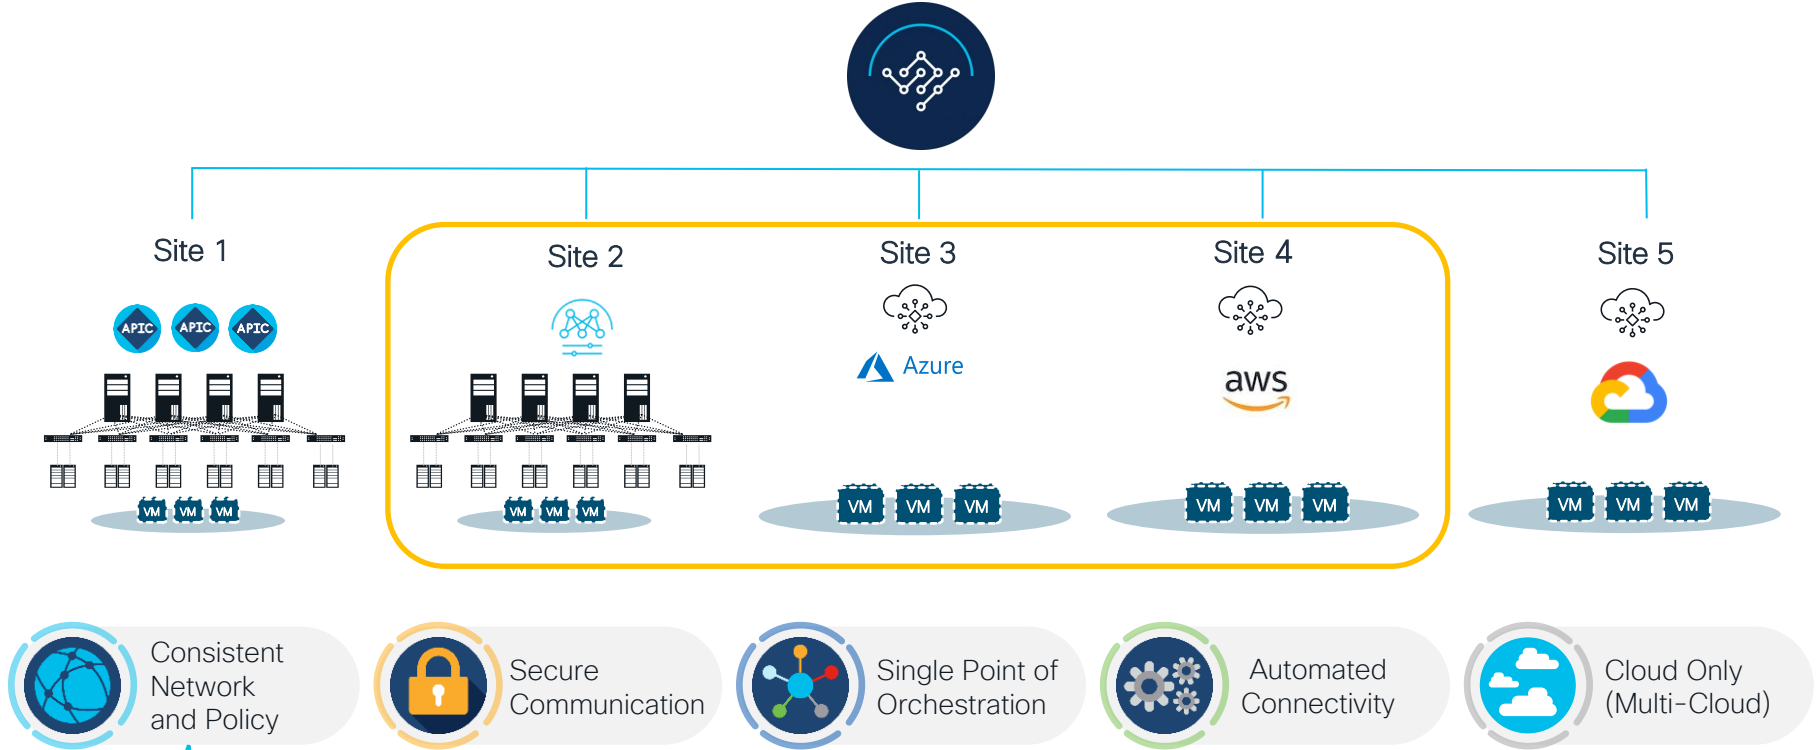 Site 1
Site 2
Site 3
Site 4
Site 5
APIC APIC APIC
Azure
aws
VM VM VM
VM VM VM
VM VM VM
VM VM VM
VM VM VM
Consistent
Network
and Policy
Secure
Communication
Single Point of
Orchestration
Automated
Connectivity
Cloud Only
(Multi-Cloud)